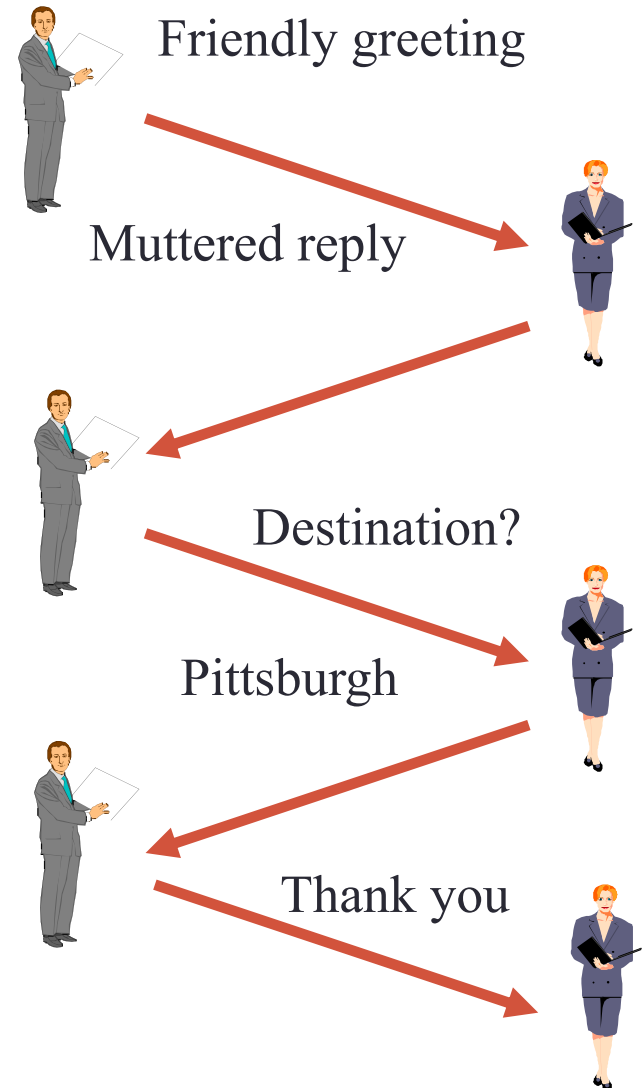 Friendly greeting
Muttered reply
Destination?
Pittsburgh
Thank you